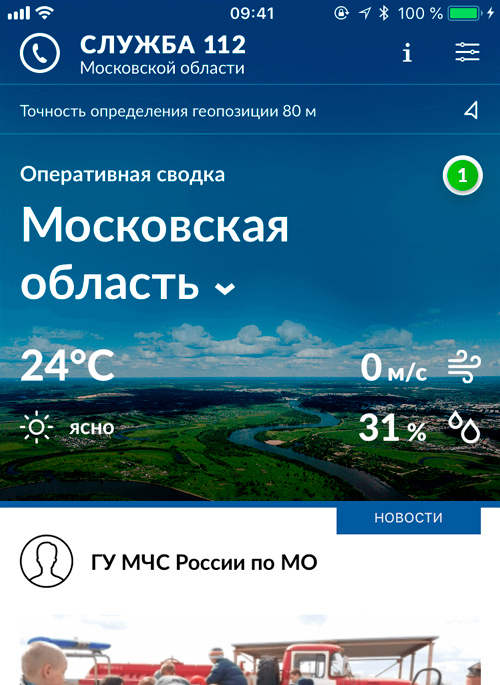 09:41
100 %
СЛУЖБА 112
Московской области
i
Точность определения геопозиции 80 м
Оперативная сводка
1
Московская
область
24°C
0 м/с
ясно
31 %
НОВОСТИ
ГУ МЧС России по МО